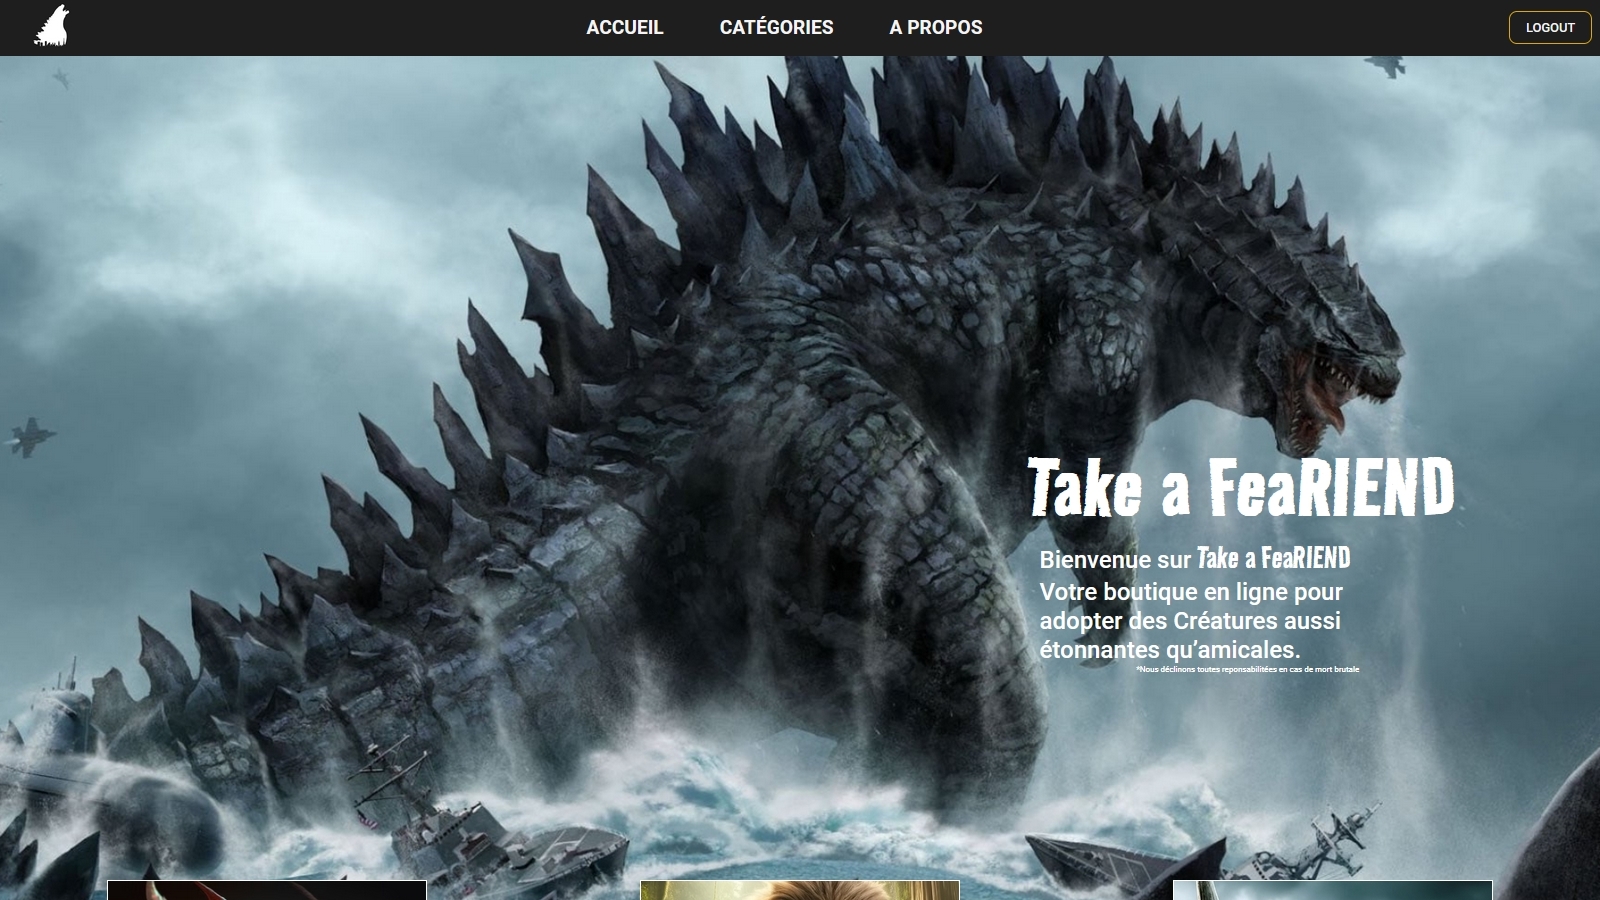 ACCUEIL CATÉGORIES A PROPOS LOGOUT
Take a FeaRIEND
Bienvenue sur Take a FeaRIEND
Votre boutique en ligne pour
adopter des Créatures aussi
étonnantes qu’amicales.
*Nous déclinons toutes reponsabilitées en cas de mort brutale